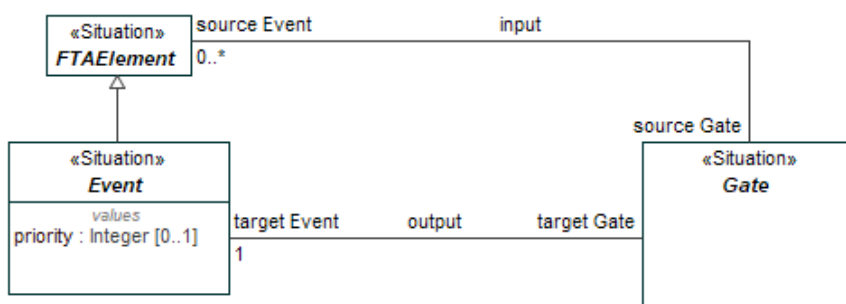 «Situation»
FTAElement
source Event
input
0..*
source Gate
«Situation»
Event
values
priority : Integer [0..1]
target Event
output
target Gate
1
«Situation»
Gate